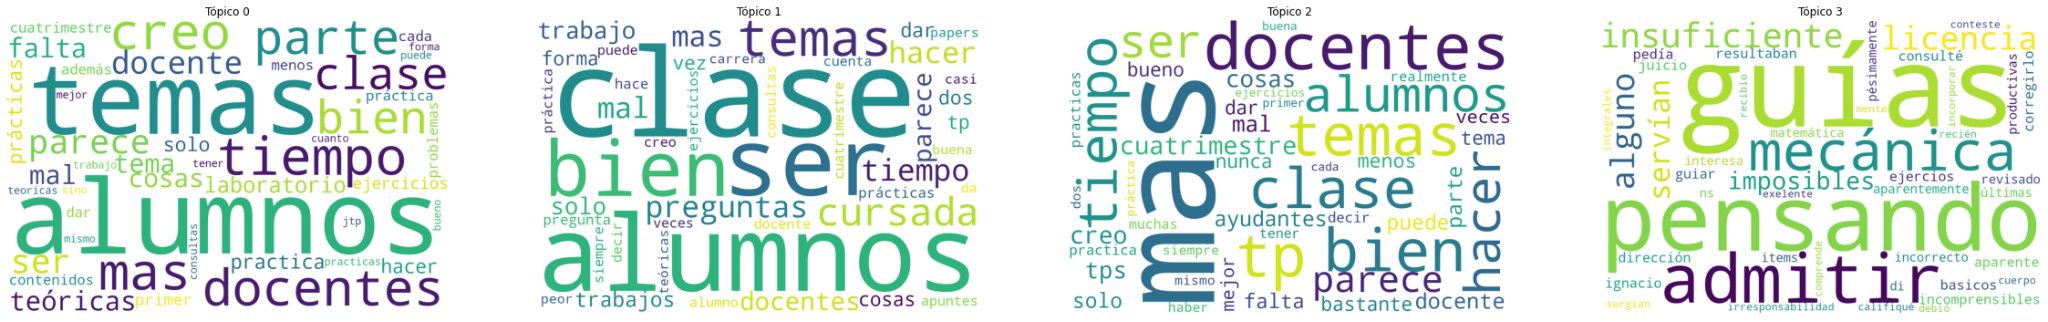 Tópico 0
cuatrimestre creo parte cada
forma
falta docente menos puede
además clase
prácticas temas práctica
mejor bien
parece solo cuanto problemas
trabajo tema tener tiempo
mal cosas laboratorio ejercicios
teoricas sino
alumnos
dar jtp bueno
mismo
ser mas consultas practica practicas hacer
contenidos docentes
teóricas primer
Tópico 1
trabajo mas temas dar papers
forma puede vez carrera cuenta hacer
clase
práctica hace mal ejercicios consultas cuatrimestre parece casi
dos
tp
creo buena
bien ser tiempo
solo preguntas prácticas da
pregunta veces docente cursada
siempre decir teóricas
alumnos
peor trabajos alumno docentes cosas apuntes
Tópico 2
buena
ser docentes
bueno cosas realmente
tiempo mas ejercicios alumnos
practicas dar primer veces
mal temas tema
cuatrimestre
nunca cada menos
dos práctica clase hacer
muchas ayudantes decir puede parte
creo
practica siempre tp tener bien
tps mismo mejor parece
solo haber falta bastante docente
Tópico 3
insuficiente consulté conteste
licencia
pedía resultaban
juicio guías pésimamente
alguno servían recibio incorporar productivas corregirlo
mente
integrales matemática recién
interesa mecánica
guiar imposibles ejercios revisado
ns exelente aparentemente últimas
pensando
dirección items incorrecto aparente
ignacio admitir comprende di basicos cuerpo
incomprensibles
surgian irresponsabilidad califiqué debió